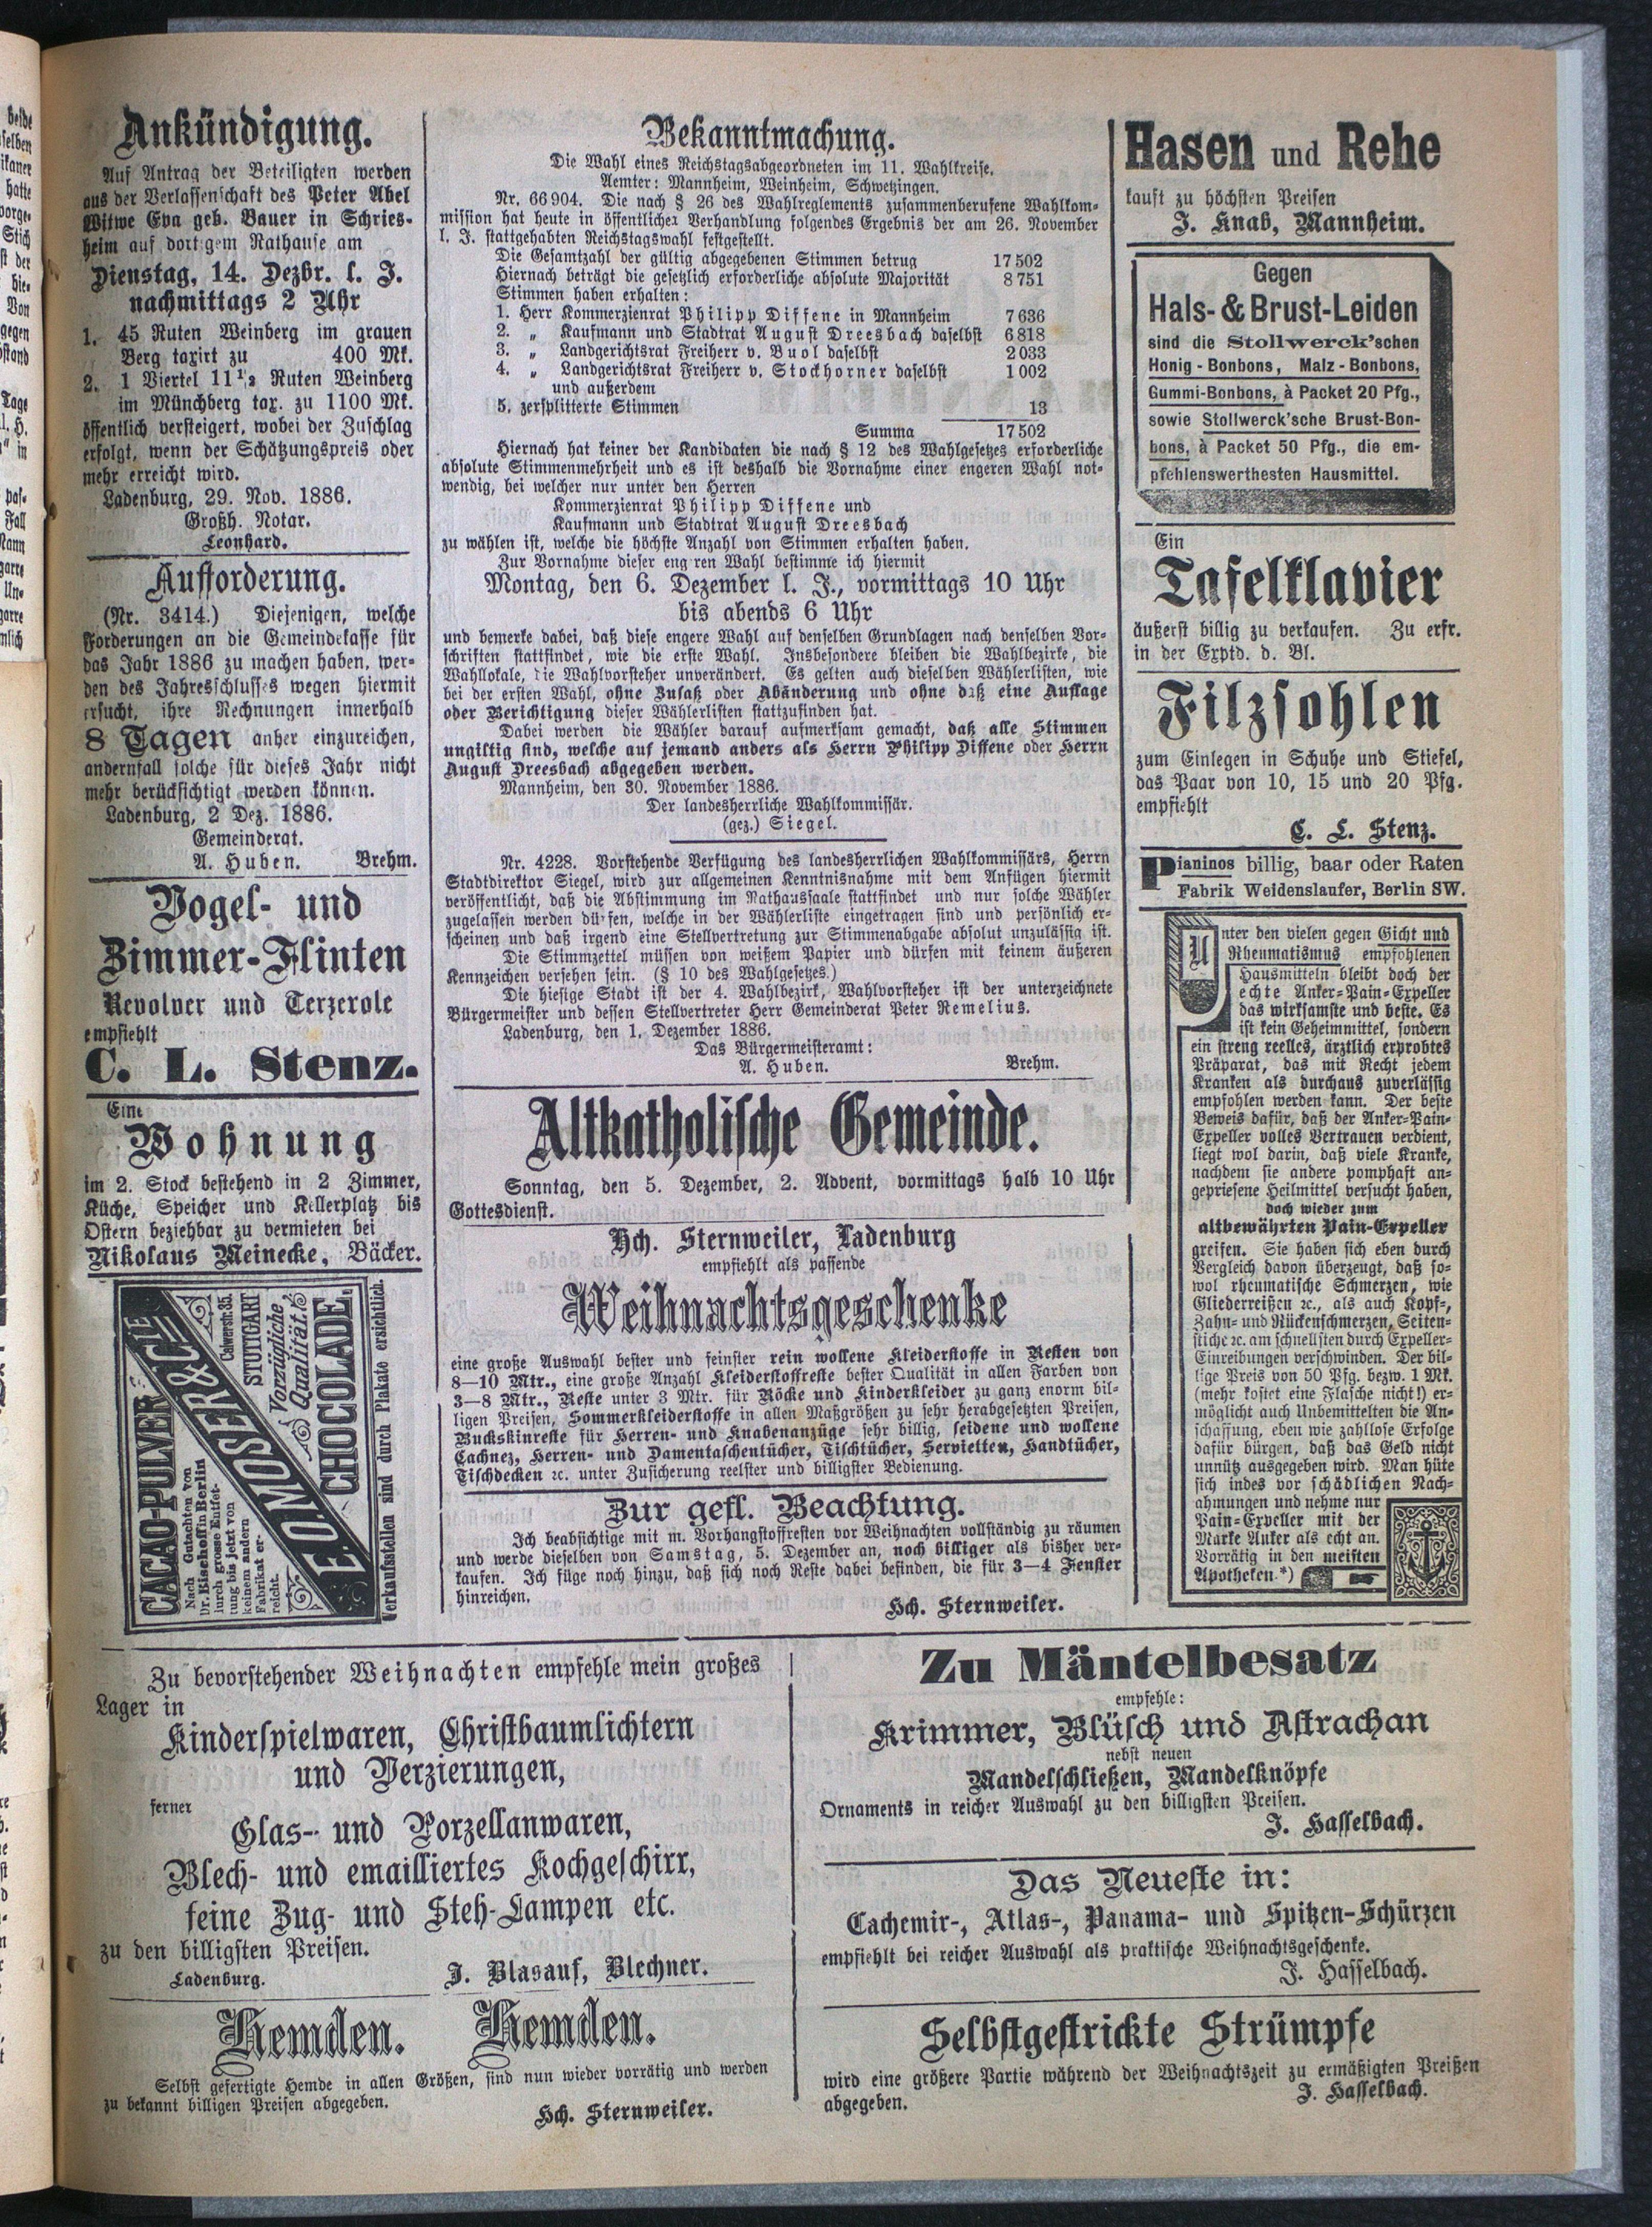 Ankündigung.
Auf Antrag der Beteiligten werden
aus der Verlassenschaft des Peter Abel
Witwe Eva geb. Bauer in Schries-
heim auf dortigem Rathause am
Dienstag, 14. Dezbr. l. J.
nachmittags 2 Uhr
1. 45 Ruten Weinberg im grauen
Berg taxirt zu 400 Mk.
2. 1 Viertel 11½ Ruten Weinberg
im Münchberg tax. zu 1100 Mk.
öffentlich versteigert, wobei der Zuschlag
erfolgt, wenn der Schätzungspreis oder
mehr erreicht wird.
Ladenburg, 29. Nov. 1886.
Großh. Notar.
Leonhard.
Aufforderung.
(Nr. 3414.) Diejenigen, welche
Forderungen an die Gemeindekasse für
das Jahr 1886 zu machen haben, wer-
den des Jahresschlusses wegen hiermit
ersucht, ihre Rechnungen innerhalb
8 Tagen anher einzureichen,
andernfall solche für dieses Jahr nicht
mehr berücksichtigt werden können.
Ladenburg, 2 Dez. 1886.
Gemeinderat.
A. Huben. Brehm.
Vogel- und
Zimmer-Flinten
Revolver und Terzerole
empfiehlt
C. L. Stenz.
Eine
Wohnung
im 2. Stock bestehend in 2 Zimmer,
Küche, Speicher und Kellerplatz bis
Ostern beziehbar zu vermieten bei
Nikolaus Meinecke, Bäcker.
CACAO-PULVER
Nach Gutachten von
Dr. Bischoff in Berlin
durch grosse Entfet-
tung bis jetzt von
keinem andern
Fabrikat er-
reicht.
E.O. MOSER & CIE
Calwerstr. 35.
STUTTGART
Vorzügliche
Qualität.
CHOCOLADE.
Verkaufsstellen sind durch Plakate ersichtlich.
Bekanntmachung.
Die Wahl eines Reichstagsabgeordneten im 11. Wahlkreise.
Aemter: Mannheim, Weinheim, Schwetzingen.
Nr. 66904. Die nach § 26 des Wahlreglements zusammenberufene Wahlkom-
mission hat heute in öffentlicher Verhandlung folgendes Ergebnis der am 26. November
l. J. stattgehabten Reichstagswahl festgestellt.
Die Gesamtzahl der gültig abgegebenen Stimmen betrug 17502
Hiernach beträgt die gesetzlich erforderliche absolute Majorität 8751
Stimmen haben erhalten:
1. Herr Kommerzienrat Philipp Diffene in Mannheim 7636
2. „ Kaufmann und Stadtrat August Dreesbach daselbst 6818
3. „ Landgerichtsrat Freiherr v. Buol daselbst 2033
4. „ Landgerichtsrat Freiherr v. Stockhorner daselbst 1002
und außerdem
5. zersplitterte Stimmen 13
Summa 17502
Hiernach hat keiner der Kandidaten die nach § 12 des Wahlgesetzes erforderliche
absolute Stimmenmehrheit und es ist deshalb die Vornahme einer engeren Wahl not-
wendig, bei welcher nur unter den Herren
Kommerzienrat Philipp Diffene und
Kaufmann und Stadtrat August Dreesbach
zu wählen ist, welche die höchste Anzahl von Stimmen erhalten haben.
Zur Vornahme dieser eng ren Wahl bestimme ich hiermit
Montag, den 6. Dezember l. J., vormittags 10 Uhr
bis abends 6 Uhr
und bemerke dabei, daß diese engere Wahl auf denselben Grundlagen nach denselben Vor-
schriften stattfindet, wie die erste Wahl. Insbesondere bleiben die Wahlbezirke, die
Wahllokale, die Wahlvorsteher unverändert. Es gelten auch dieselben Wählerlisten, wie
bei der ersten Wahl, ohne Zusatz oder Abänderung und ohne daß eine Auflage
oder Berichtigung dieser Wählerlisten stattzufinden hat.
Dabei werden die Wähler darauf aufmerksam gemacht, daß alle Stimmen
ungiltig sind, welche auf jemand anders als Herrn Philipp Diffene oder Herrn
August Dreesbach abgegeben werden.
Mannheim, den 30. November 1886.
Der landesherrliche Wahlkommissär.
(gez.) Siegel.
Nr. 4228. Vorstehende Verfügung des landesherrlichen Wahlkommissärs, Herrn
Stadtdirektor Siegel, wird zur allgemeinen Kenntnisnahme mit dem Anfügen hiermit
veröffentlicht, daß die Abstimmung im Rathaussaale stattfindet und nur solche Wähler
zugelassen werden dürfen, welche in der Wählerliste eingetragen sind und persönlich er-
scheinen und daß irgend eine Stellvertretung zur Stimmenabgabe absolut unzulässig ist.
Die Stimmzettel müssen von weißem Papier und dürfen mit keinem äußeren
Kennzeichen versehen sein. (§ 10 des Wahlgesetzes.)
Die hiesige Stadt ist der 4. Wahlbezirk, Wahlvorsteher ist der unterzeichnete
Bürgermeister und dessen Stellvertreter Herr Gemeinderat Peter Remelius.
Ladenburg, den 1. Dezember 1886.
Das Bürgermeisteramt:
A. Huben. Brehm.
Altkatholische Gemeinde.
Sonntag, den 5. Dezember, 2. Advent, vormittags halb 10 Uhr
Gottesdienst.
Hch. Sternweiler, Ladenburg
empfiehlt als passende
Weihnachtsgeschenke
eine große Auswahl bester und feinster rein wollene Kleiderstoffe in Resten von
8—10 Mtr., eine große Anzahl Kleiderstoffreste bester Qualität in allen Farben von
3—8 Mtr., Reste unter 3 Mtr. für Röcke und Kinderkleider zu ganz enorm bil-
ligen Preisen, Sommerkleiderstoffe in allen Maßgrößen zu sehr herabgesetzten Preisen,
Buckskinreste für Herren- und Knabenanzüge sehr billig, seidene und wollene
Cachnez, Herren- und Damentaschentücher, Tischtücher, Servietten, Handtücher,
Tischdecken ꝛc. unter Zusicherung reelster und billigster Bedienung.
Zur gefl. Beachtung.
Ich beabsichtige mit m. Vorhangstoffresten vor Weihnachten vollständig zu räumen
und werde dieselben von Samstag, 5. Dezember an, noch billiger als bisher ver-
kaufen. Ich füge noch hinzu, daß sich noch Reste dabei befinden, die für 3—4 Fenster
hinreichen.
Hch. Sternweiler.
Hasen und Rehe
kauft zu höchsten Preisen
J. Knab, Mannheim.
Gegen
Hals- & Brust-Leiden
sind die Stollwerck'schen
Honig-Bonbons, Malz-Bonbons,
Gummi-Bonbons, à Packet 20 Pfg.,
sowie Stollwerck'sche Brust-Bon-
bons, à Packet 50 Pfg., die em-
pfehlenswerthesten Hausmittel.
Ein
Tafelklavier
äußerst billig zu verkaufen. Zu erfr.
in der Exptd. d. Bl.
Filzsohlen
zum Einlegen in Schuhe und Stiefel,
das Paar von 10, 15 und 20 Pfg.
empfiehlt
C. L. Stenz.
Pianinos billig, baar oder Raten
Fabrik Weidenslaufer, Berlin SW.
Unter den vielen gegen Gicht und
Rheumatismus empfohlenen
Hausmitteln bleibt doch der
echte Anker-Pain-Expeller
das wirksamste und beste. Es
ist kein Geheimmittel, sondern
ein streng reelles, ärztlich erprobtes
Präparat, das mit Recht jedem
Kranken als durchaus zuverlässig
empfohlen werden kann. Der beste
Beweis dafür, daß der Anker-Pain-
Expeller volles Vertrauen verdient,
liegt wol darin, daß viele Kranke,
nachdem sie andere pomphaft an-
gepriesene Heilmittel versucht haben,
doch wieder zum
altbewährten Pain-Expeller
greifen. Sie haben sich eben durch
Vergleich davon überzeugt, daß so-
wol rheumatische Schmerzen, wie
Gliederreißen ꝛc., als auch Kopf-,
Zahn- und Rückenschmerzen, Seiten-
stiche ꝛc. am schnellsten durch Expeller-
Einreibungen verschwinden. Der bil-
lige Preis von 50 Pfg. bezw. 1 Mk.
(mehr kostet eine Flasche nicht!) er-
möglicht auch Unbemittelten die An-
schaffung, eben wie zahllose Erfolge
dafür bürgen, daß das Geld nicht
unnütz ausgegeben wird. Man hüte
sich indes vor schädlichen Nach-
ahmungen und nehme nur
Pain-Expeller mit der
Marke Anker als echt an.
Vorrätig in den meisten
Apotheken.*)
Zu bevorstehender Weihnachten empfehle mein großes
Lager in
Kinderspielwaren, Christbaumlichtern
und Verzierungen,
ferner
Glas- und Porzellanwaren,
Blech- und emailliertes Kochgeschirr,
feine Zug- und Steh-Lampen etc.
zu den billigsten Preisen.
Ladenburg. J. Blasauf, Blechner.
Hemden. Hemden.
Selbst gefertigte Hemde in allen Größen, sind nun wieder vorrätig und werden
zu bekannt billigen Preisen abgegeben.
Hch. Sternweiler.
Zu Mäntelbesatz
empfehle:
Krimmer, Blüsch und Astrachan
nebst neuen
Mandelschließen, Mandelknöpfe
Ornaments in reicher Auswahl zu den billigsten Preisen.
J. Hasselbach.
Das Neueste in:
Cachemir-, Atlas-, Panama- und Spitzen-Schürzen
empfiehlt bei reicher Auswahl als praktische Weihnachtsgeschenke.
J. Hasselbach.
Selbstgestrickte Strümpfe
wird eine größere Partie während der Weihnachtszeit zu ermäßigten Preißen
abgegeben.
J. Hasselbach.